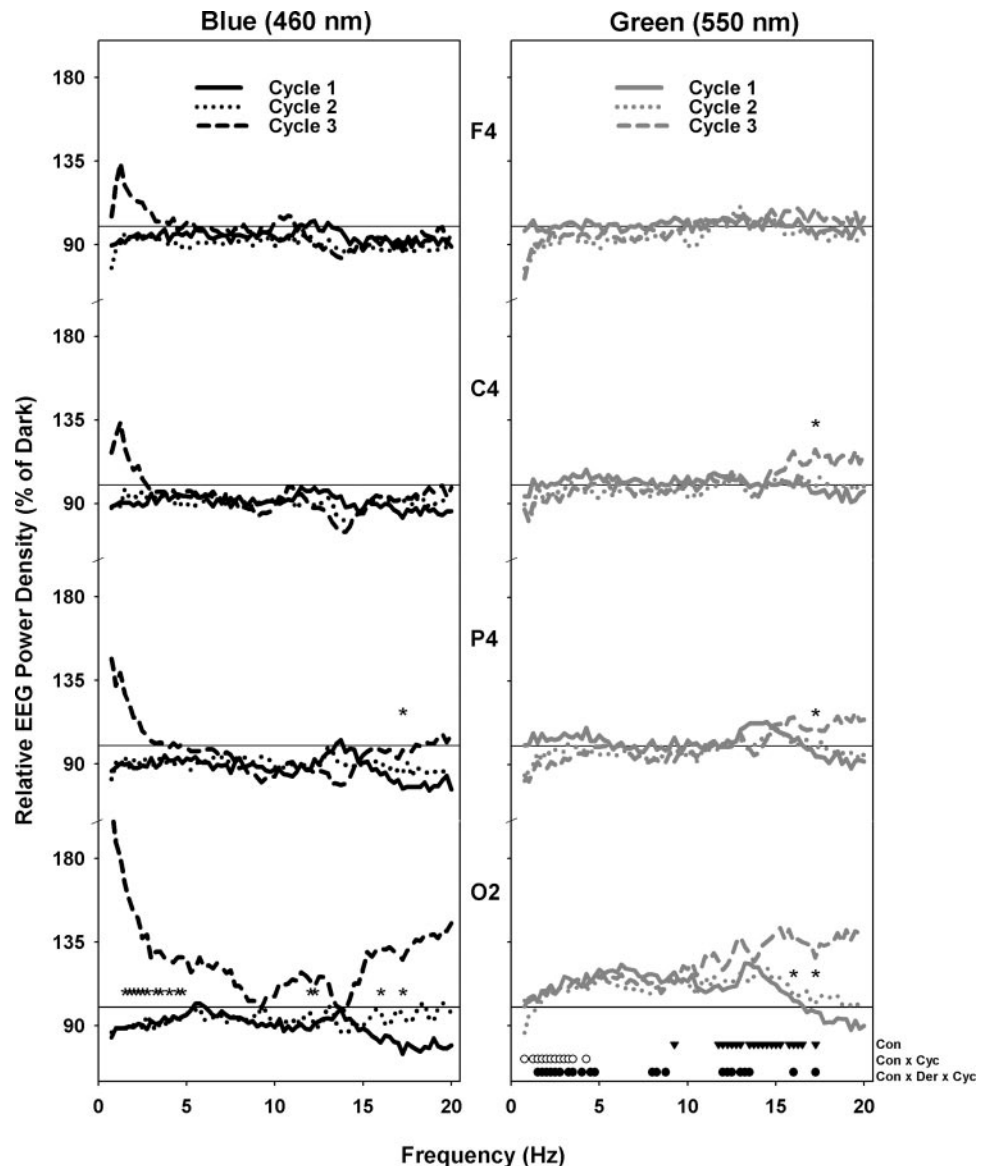 Blue (460 nm)
Green (550 nm)
Relative EEG Power Density (% of Dark)
180
135
90
Cycle 1
Cycle 2
Cycle 3
F4
Cycle 1
Cycle 2
Cycle 3
180
135
90
C4
*
180
135
90
*
P4
*
180
135
90
O2
**************
**
*
*
*
*
Con
Con x Cyc
Con x Der x Cyc
0
5
10
15
20
0
5
10
15
20
Frequency (Hz)